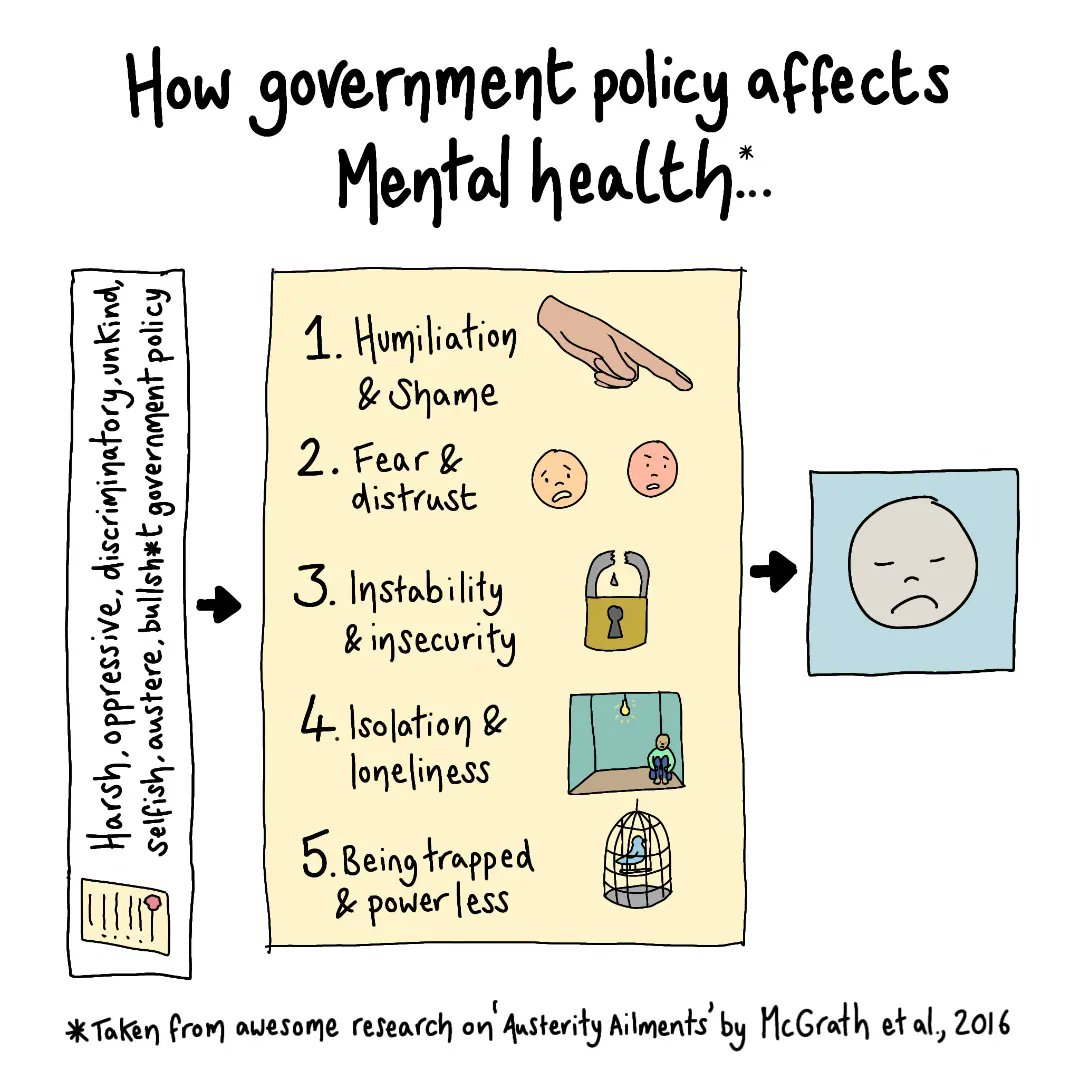 How government policy affects
Mental health*...
Harsh, oppressive, discriminatory, unkind,
selfish, austere, bullsh*t government policy
1. Humiliation
& Shame
2. Fear &
distrust
3. Instability
& insecurity
4. Isolation &
loneliness
5. Being trapped
& powerless
*Taken from awesome research on 'Austerity Ailments' by McGrath et al., 2016